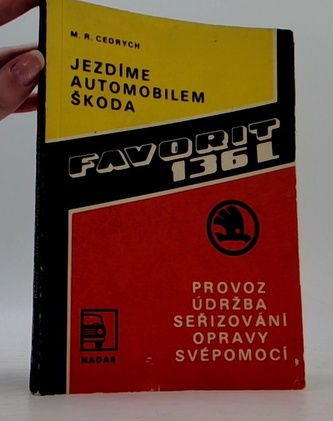 M. R. CEDRYCH
JEZDÍME
AUTOMOBILEM
ŠKODA
FAVORIT
136 L
PROVOZ
ÚDRŽBA
SEŘIZOVÁNÍ
OPRAVY
SVÉPOMOCÍ
NADAS